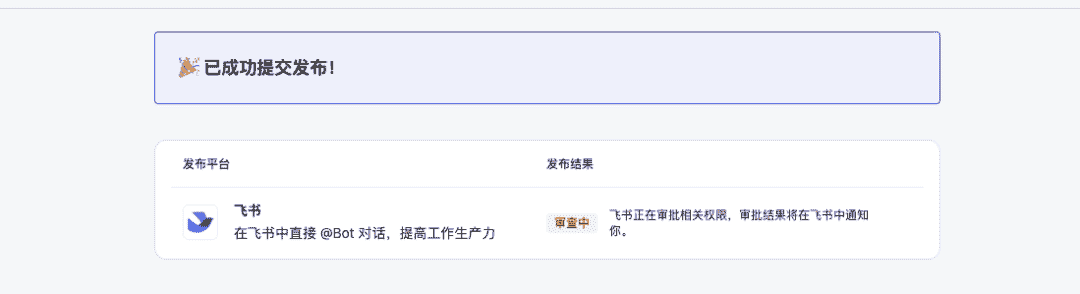 🎉 已成功提交发布！
发布平台 发布结果
飞书
在飞书中直接 @Bot 对话，提高工作生产力
审查中
飞书正在审批相关权限，审批结果将在飞书中通知
你。